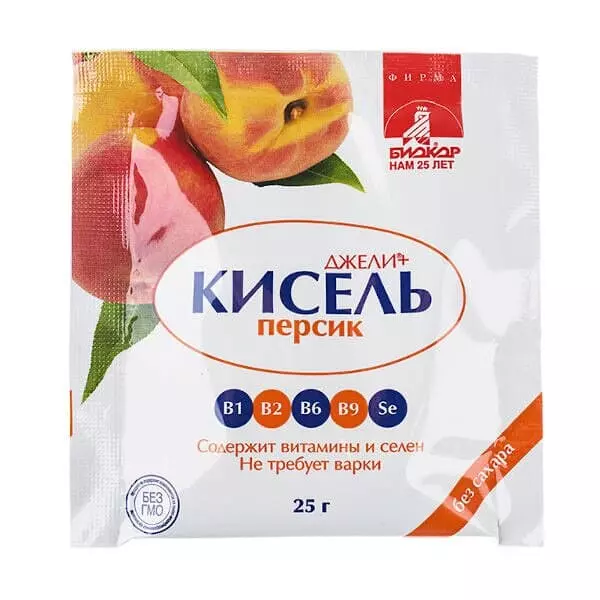 ФИРМА
БИОКОР
НАМ 25 ЛЕТ
ДЖЕЛИ+
КИСЕЛЬ
персик
B1 B2 B6 B9 Se
Содержит витамины и селен
Не требует варки
без сахара
БЕЗ
ГМО
25 г